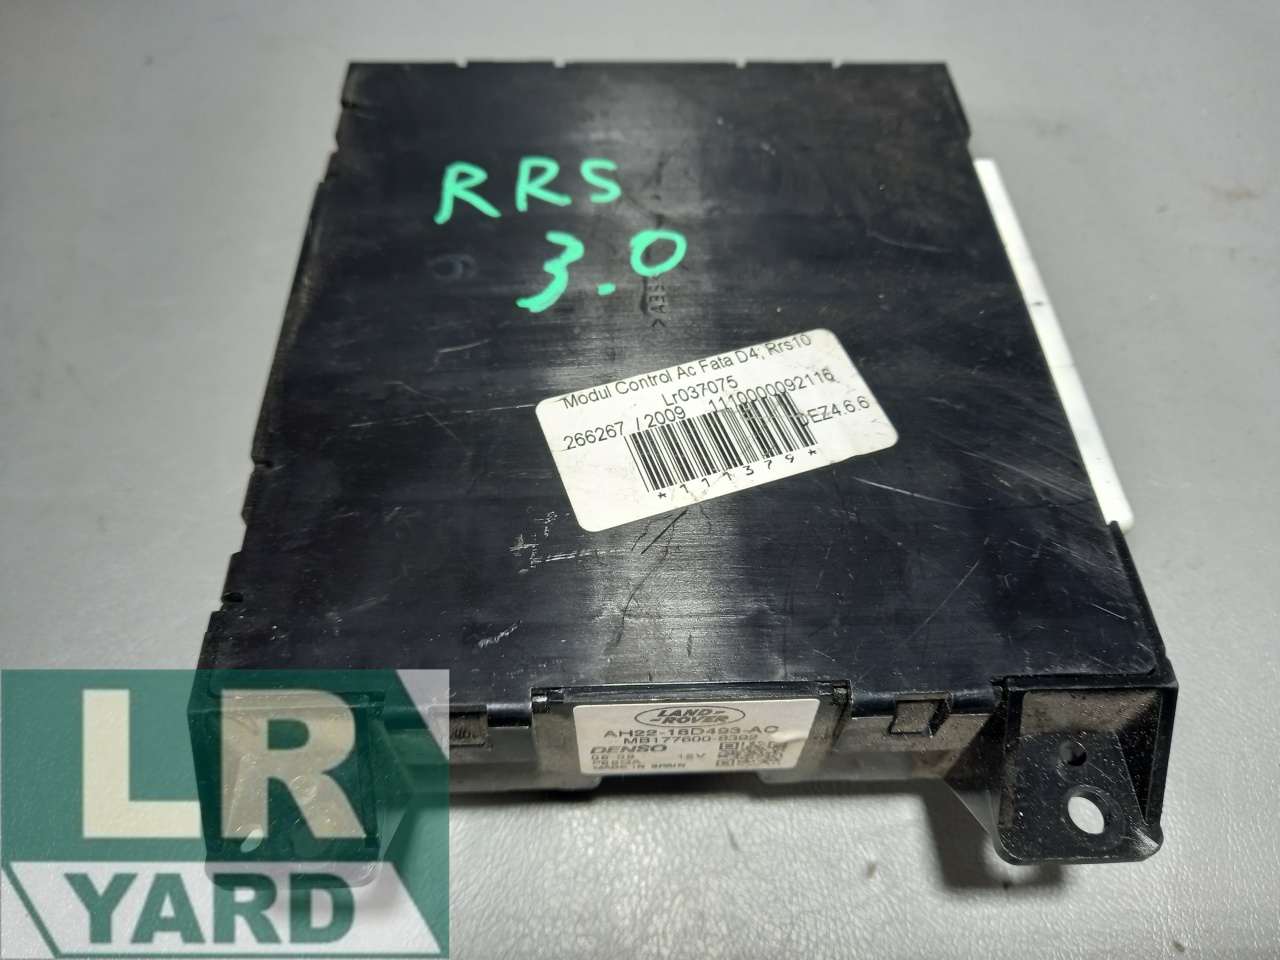 RRS
3.0
Modul Control Ac Fata D4; Rrs10
Lr037075
266267 / 2009 1110000092116
DEZ4.6.6
*111379*
LAND-
-ROVER
AH22-18D493-AC
MB177600-8392
DENSO
12V
MADE IN SPAIN
LR
YARD